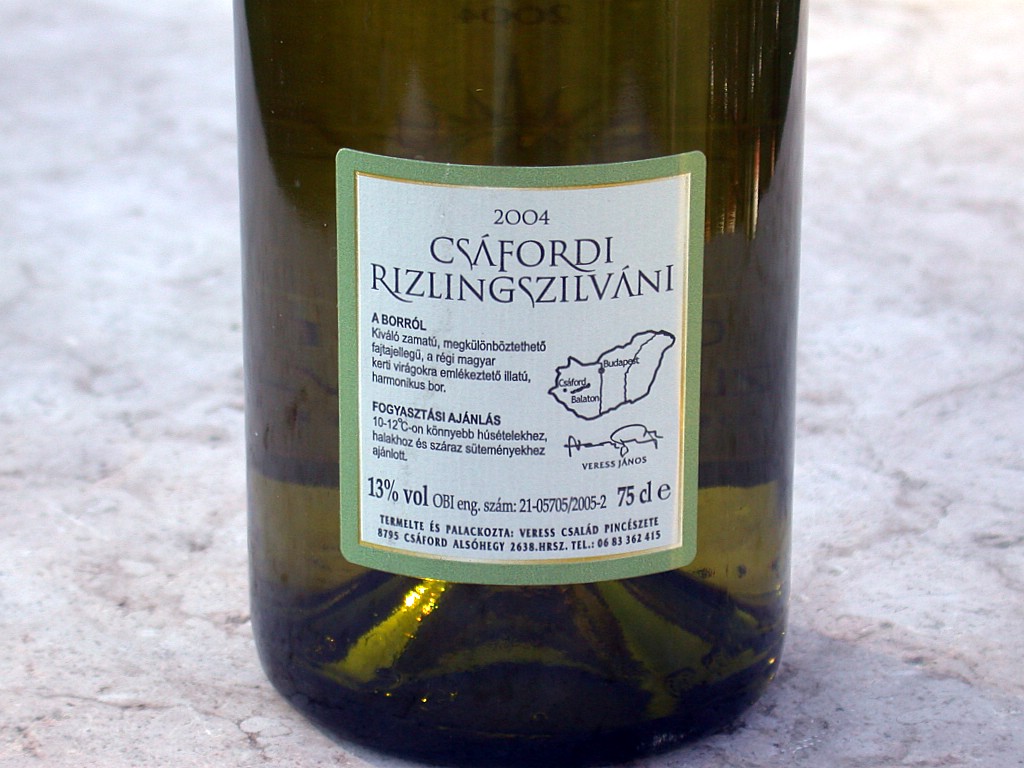 2004
CSÁFORDI
RIZLINGSZILVÁNI
A BORRÓL
Kiváló zamatú, megkülönböztethető
fajtajellegű, a régi magyar
kerti virágokra emlékeztető illatú,
harmonikus bor.
Budapest
Csáford
Balaton
FOGYASZTÁSI AJÁNLÁS
10-12°C-on könnyebb húsételekhez,
halakhoz és száraz süteményekhez
ajánlott.
VERESS JÁNOS
13% vol OBI eng. szám: 21-05705/2005-2 75 cl e
TERMELTE ÉS PALACKOZTA: VERESS CSALÁD PINCÉSZETE
8795 CSÁFORD ALSÓHEGY 2638.HRSZ. TEL.: 06 83 362 415